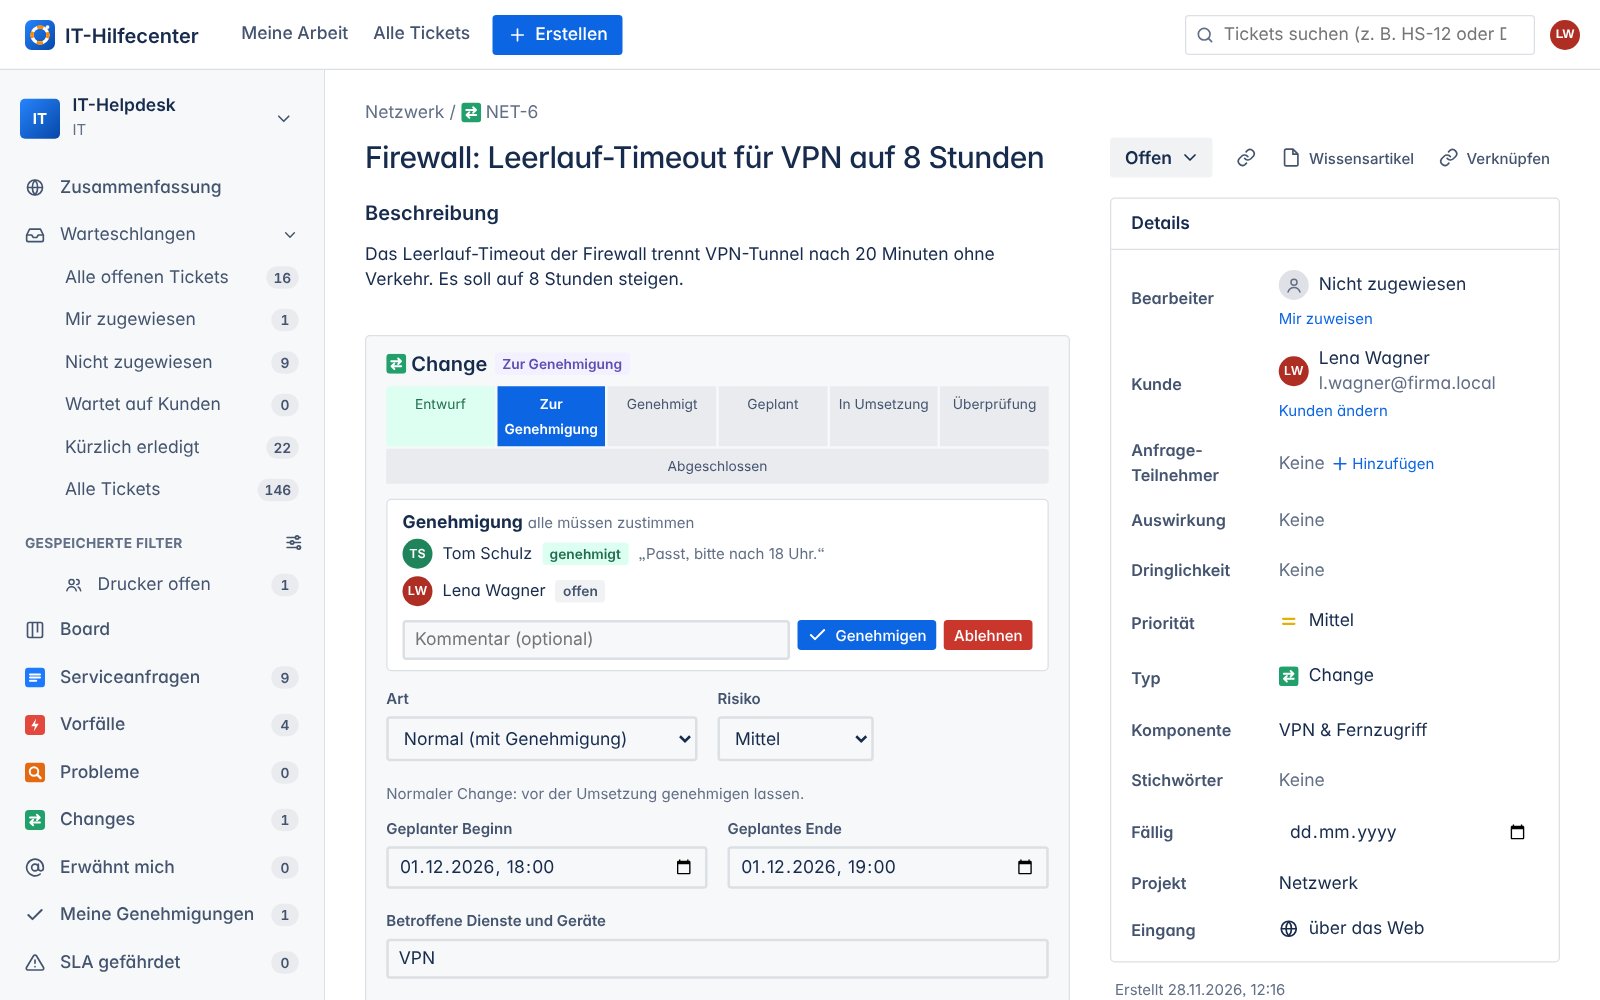 IT-Hilfecenter
Meine Arbeit
Alle Tickets
Erstellen
Tickets suchen (z. B. HS-12 oder D
LW
IT
IT-Helpdesk
IT
Zusammenfassung
Warteschlangen
Alle offenen Tickets 16
Mir zugewiesen 1
Nicht zugewiesen 9
Wartet auf Kunden 0
Kürzlich erledigt 22
Alle Tickets 146
GESPEICHERTE FILTER
Drucker offen 1
Board
Serviceanfragen 9
Vorfälle 4
Probleme 0
Changes 1
Erwähnt mich 0
Meine Genehmigungen 1
SLA gefährdet 0
Netzwerk / NET-6
Firewall: Leerlauf-Timeout für VPN auf 8 Stunden
Beschreibung
Das Leerlauf-Timeout der Firewall trennt VPN-Tunnel nach 20 Minuten ohne
Verkehr. Es soll auf 8 Stunden steigen.
Change Zur Genehmigung
Entwurf
Zur
Genehmigung
Genehmigt
Geplant
In Umsetzung
Überprüfung
Abgeschlossen
Genehmigung alle müssen zustimmen
TS Tom Schulz genehmigt „Passt, bitte nach 18 Uhr.“
LW Lena Wagner offen
Kommentar (optional)
Genehmigen
Ablehnen
Art
Normal (mit Genehmigung)
Risiko
Mittel
Normaler Change: vor der Umsetzung genehmigen lassen.
Geplanter Beginn
01.12.2026, 18:00
Geplantes Ende
01.12.2026, 19:00
Betroffene Dienste und Geräte
VPN
Offen
Wissensartikel
Verknüpfen
Details
Bearbeiter
Nicht zugewiesen
Mir zuweisen
Kunde
LW
Lena Wagner
l.wagner@firma.local
Kunden ändern
Anfrage-
Teilnehmer
Keine
Hinzufügen
Auswirkung Keine
Dringlichkeit Keine
Priorität Mittel
Typ Change
Komponente VPN & Fernzugriff
Stichwörter Keine
Fällig dd.mm.yyyy
Projekt Netzwerk
Eingang über das Web
Erstellt 28.11.2026, 12:16